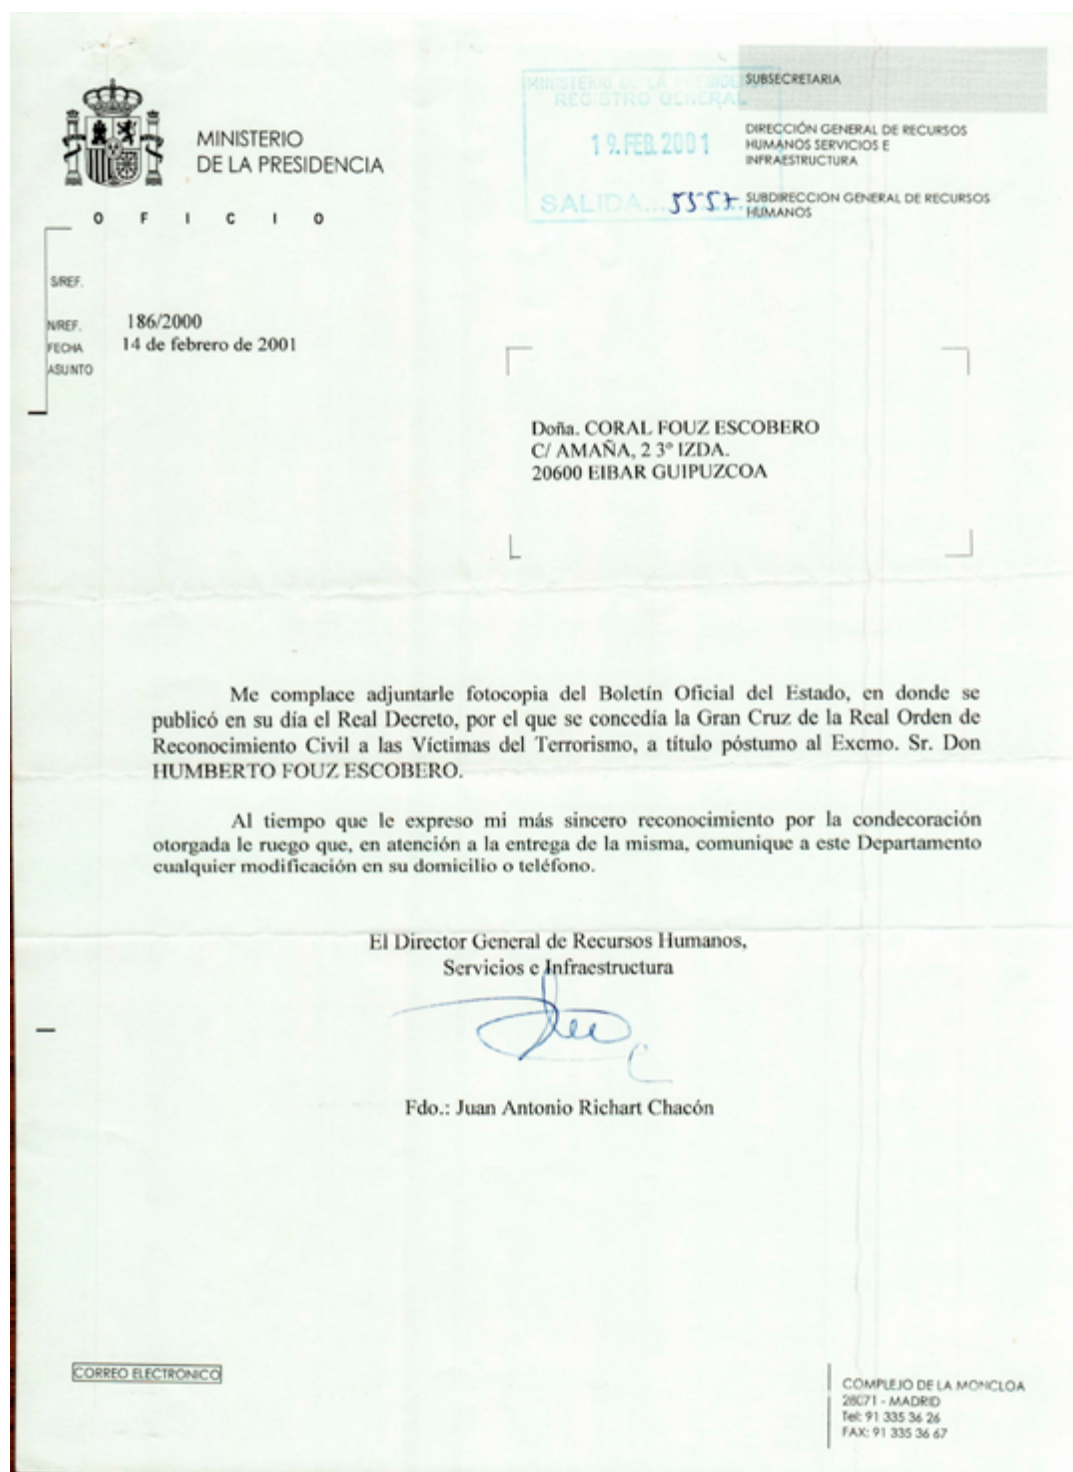 MINISTERIO
DE LA PRESIDENCIA
O F I C I O
MINISTERIO DE LA PRESIDE
REGISTRO GENERAL
19. FEB. 2001
SALIDA... 5557
SUBSECRETARIA
DIRECCIÓN GENERAL DE RECURSOS
HUMANOS SERVICIOS E
INFRAESTRUCTURA
SUBDIRECCION GENERAL DE RECURSOS
HUMANOS
S/REF.
N/REF. 186/2000
FECHA 14 de febrero de 2001
ASUNTO
Doña. CORAL FOUZ ESCOBERO
C/ AMAÑA, 2 3º IZDA.
20600 EIBAR GUIPUZCOA
Me complace adjuntarle fotocopia del Boletín Oficial del Estado, en donde se
publicó en su día el Real Decreto, por el que se concedía la Gran Cruz de la Real Orden de
Reconocimiento Civil a las Víctimas del Terrorismo, a título póstumo al Excmo. Sr. Don
HUMBERTO FOUZ ESCOBERO.
Al tiempo que le expreso mi más sincero reconocimiento por la condecoración
otorgada le ruego que, en atención a la entrega de la misma, comunique a este Departamento
cualquier modificación en su domicilio o teléfono.
El Director General de Recursos Humanos,
Servicios e Infraestructura
Fdo.: Juan Antonio Richart Chacón
CORREO ELECTRÓNICO
COMPLEJO DE LA MONCLOA
28071 - MADRID
Tel: 91 335 36 26
FAX: 91 335 36 67